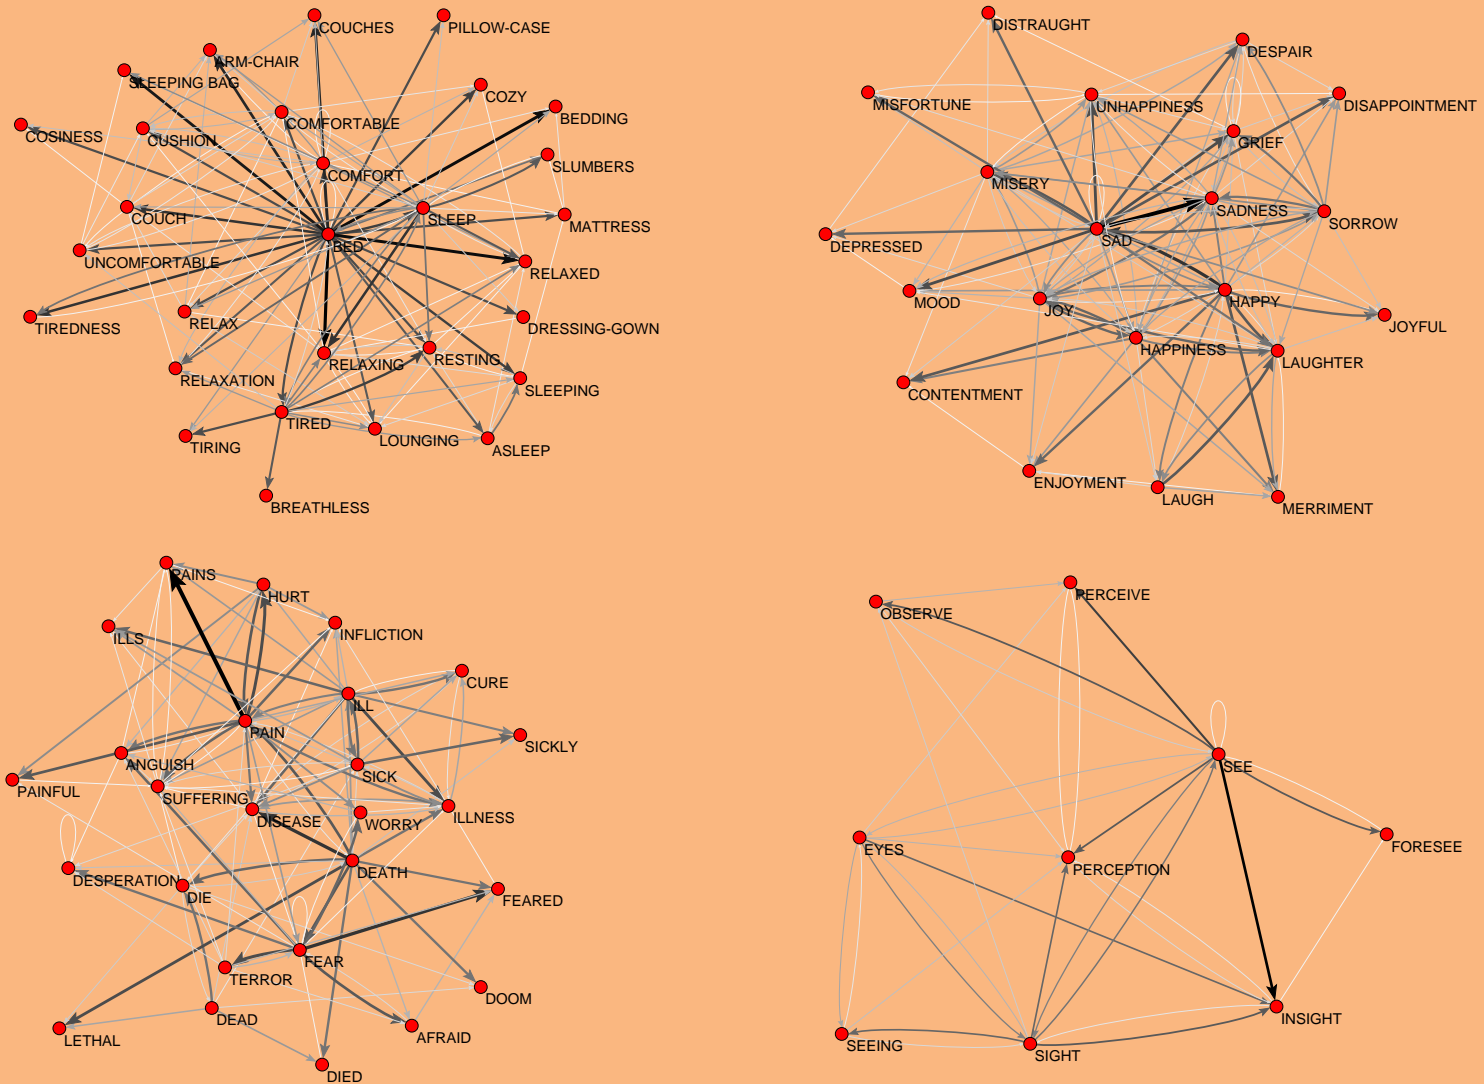 COUCHES
PILLOW-CASE
ARM-CHAIR
SLEEPING BAG
COZY
BEDDING
COMFORTABLE
COSINESS
CUSHION
SLUMBERS
COMFORT
COUCH
SLEEP
MATTRESS
BED
UNCOMFORTABLE
RELAXED
TIREDNESS
RELAX
DRESSING-GOWN
RELAXING
RESTING
RELAXATION
SLEEPING
TIRED
LOUNGING
TIRING
ASLEEP
BREATHLESS
DISTRAUGHT
DESPAIR
MISFORTUNE
UNHAPPINESS
DISAPPOINTMENT
GRIEF
MISERY
SADNESS
SORROW
SAD
DEPRESSED
MOOD
JOY
HAPPY
JOYFUL
HAPPINESS
LAUGHTER
CONTENTMENT
ENJOYMENT
LAUGH
MERRIMENT
PAINS
HURT
ILLS
INFLICTION
CURE
ILL
PAIN
SICKLY
ANGUISH
SICK
PAINFUL
SUFFERING
DISEASE
WORRY
ILLNESS
DEATH
DESPERATION
DIE
FEARED
FEAR
TERROR
DOOM
DEAD
AFRAID
LETHAL
DIED
PERCEIVE
OBSERVE
SEE
EYES
FORESEE
PERCEPTION
INSIGHT
SEEING
SIGHT